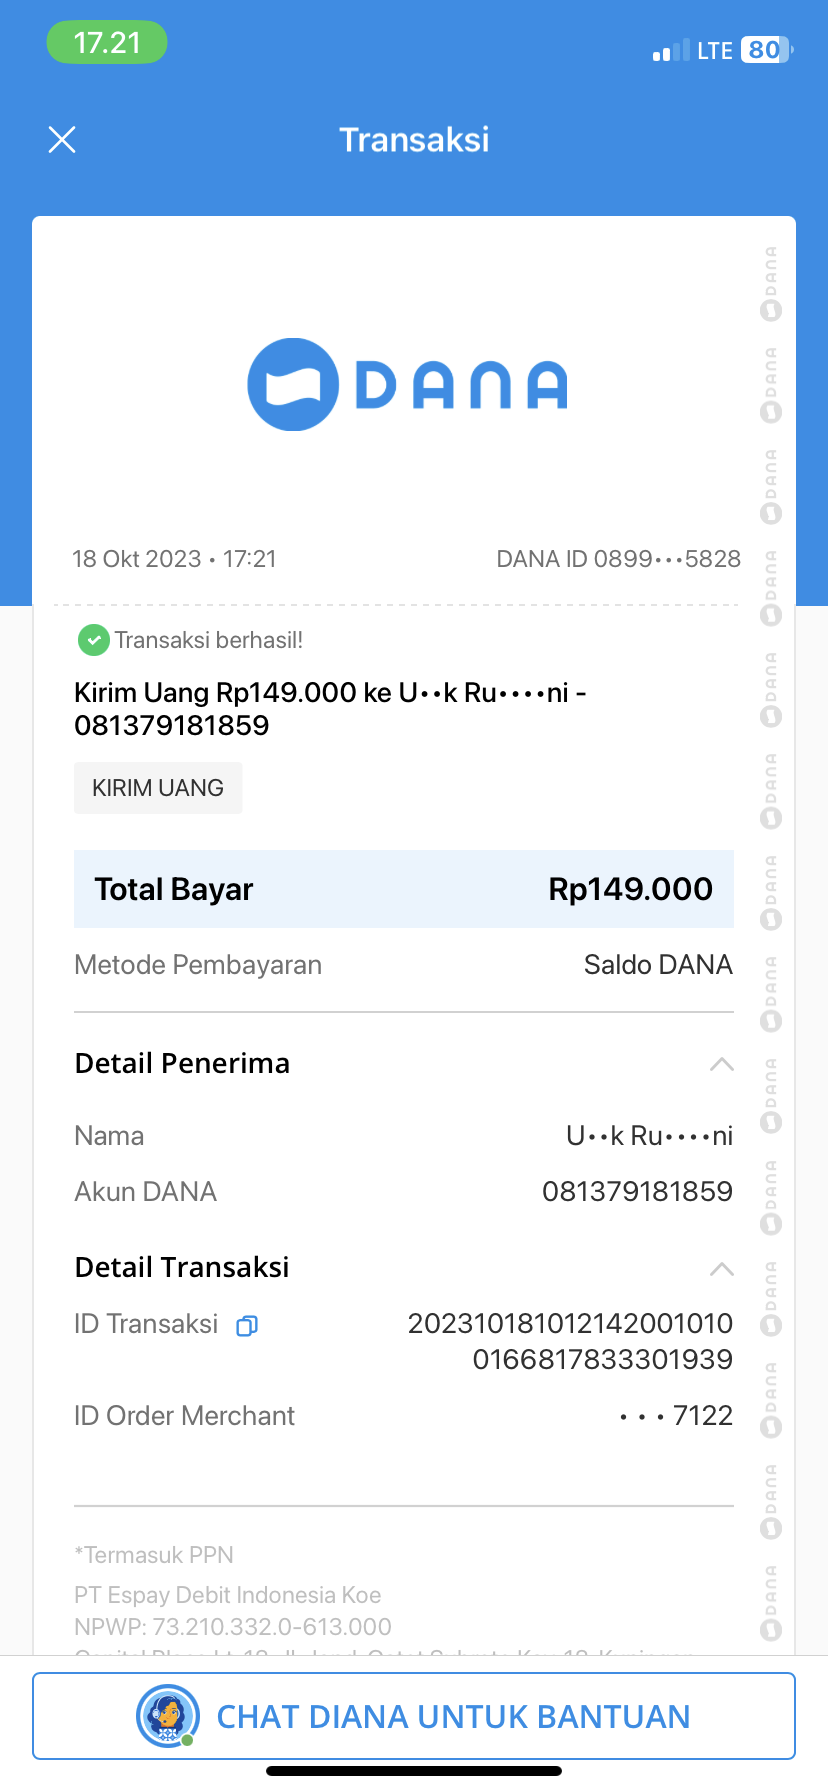 17.21
LTE 80
Transaksi
DANA
18 Okt 2023 • 17:21
DANA ID 0899•••5828
Transaksi berhasil!
Kirim Uang Rp149.000 ke U••k Ru••••ni -
081379181859
KIRIM UANG
Total Bayar Rp149.000
Metode Pembayaran Saldo DANA
Detail Penerima
Nama U••k Ru••••ni
Akun DANA 081379181859
Detail Transaksi
ID Transaksi 202310181012142001010
0166817833301939
ID Order Merchant • • • 7122
*Termasuk PPN
PT Espay Debit Indonesia Koe
NPWP: 73.210.332.0-613.000
CHAT DIANA UNTUK BANTUAN
DANA
DANA
DANA
DANA
DANA
DANA
DANA
DANA
DANA
DANA
DANA
DANA
DANA
DANA